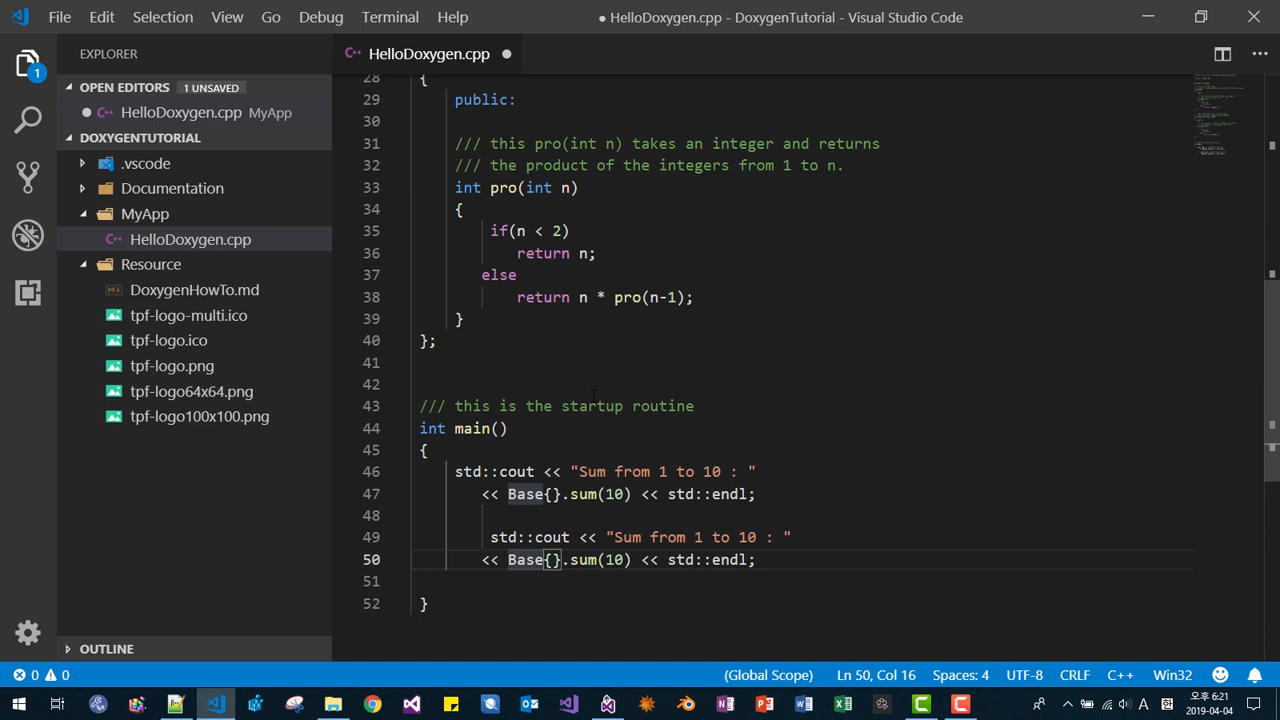 File Edit Selection View Go Debug Terminal Help ● HelloDoxygen.cpp - DoxygenTutorial - Visual Studio Code
EXPLORER
OPEN EDITORS 1 UNSAVED
HelloDoxygen.cpp MyApp
DOXYGENTUTORIAL
.vscode
Documentation
MyApp
HelloDoxygen.cpp
Resource
DoxygenHowTo.md
tpf-logo-multi.ico
tpf-logo.ico
tpf-logo.png
tpf-logo64x64.png
tpf-logo100x100.png
OUTLINE
1
HelloDoxygen.cpp
28 {
29 public:
30
31 /// this pro(int n) takes an integer and returns
32 /// the product of the integers from 1 to n.
33 int pro(int n)
34 {
35 if(n < 2)
36 return n;
37 else
38 return n * pro(n-1);
39 }
40 };
41
42
43 /// this is the startup routine
44 int main()
45 {
46 std::cout << "Sum from 1 to 10 : "
47 << Base{}.sum(10) << std::endl;
48
49 std::cout << "Sum from 1 to 10 : "
50 << Base{}.sum(10) << std::endl;
51
52 }
0 0 (Global Scope) Ln 50, Col 16 Spaces: 4 UTF-8 CRLF C++ Win32
A 오후 6:21
2019-04-04